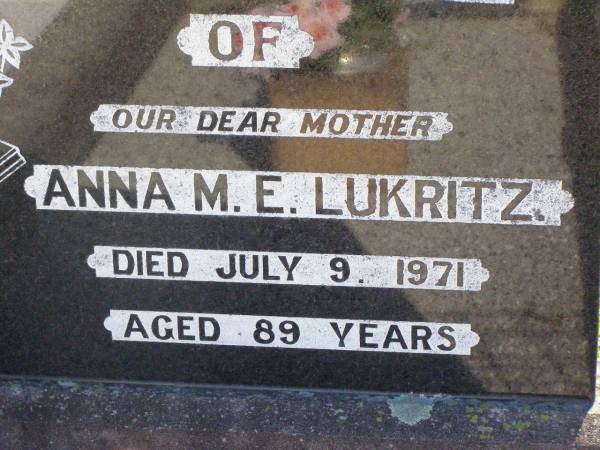 OF
OUR DEAR MOTHER
ANNA M. E. LUKRITZ.
DIED JULY 9. 1971
AGED 89 YEARS